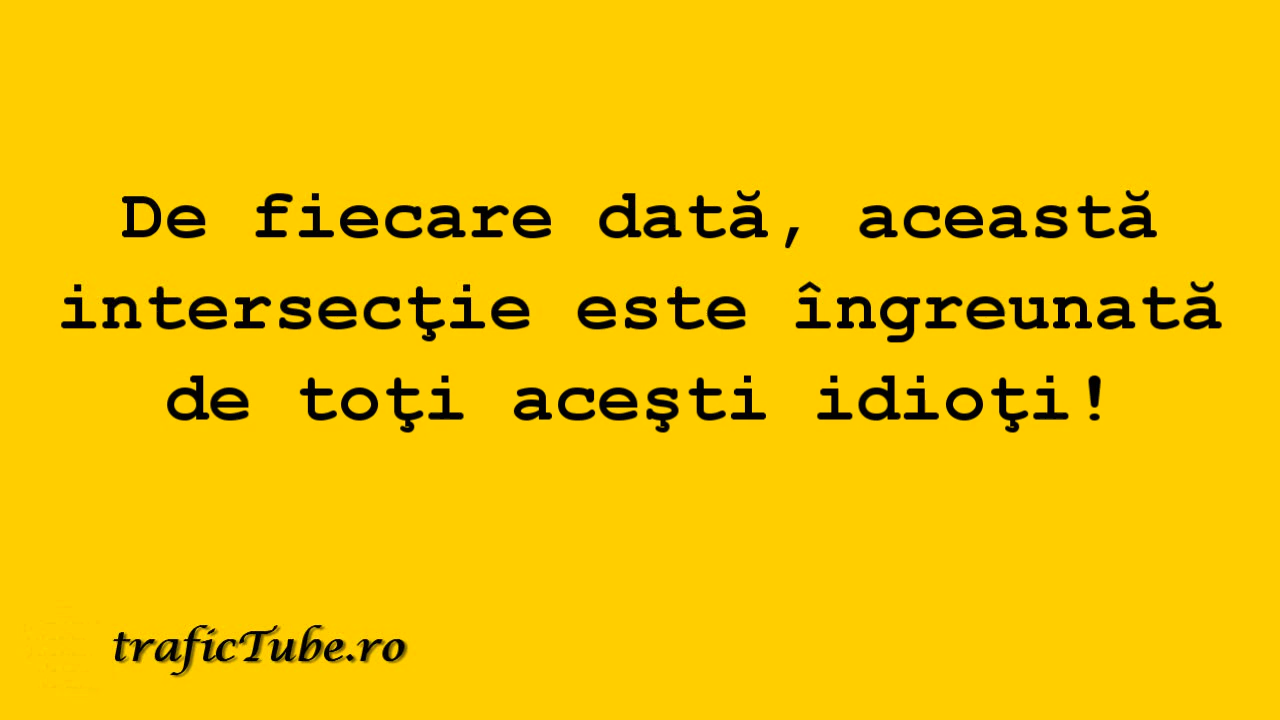 De fiecare dată, această
intersecţie este îngreunată
de toţi aceşti idioţi!
traficTube.ro